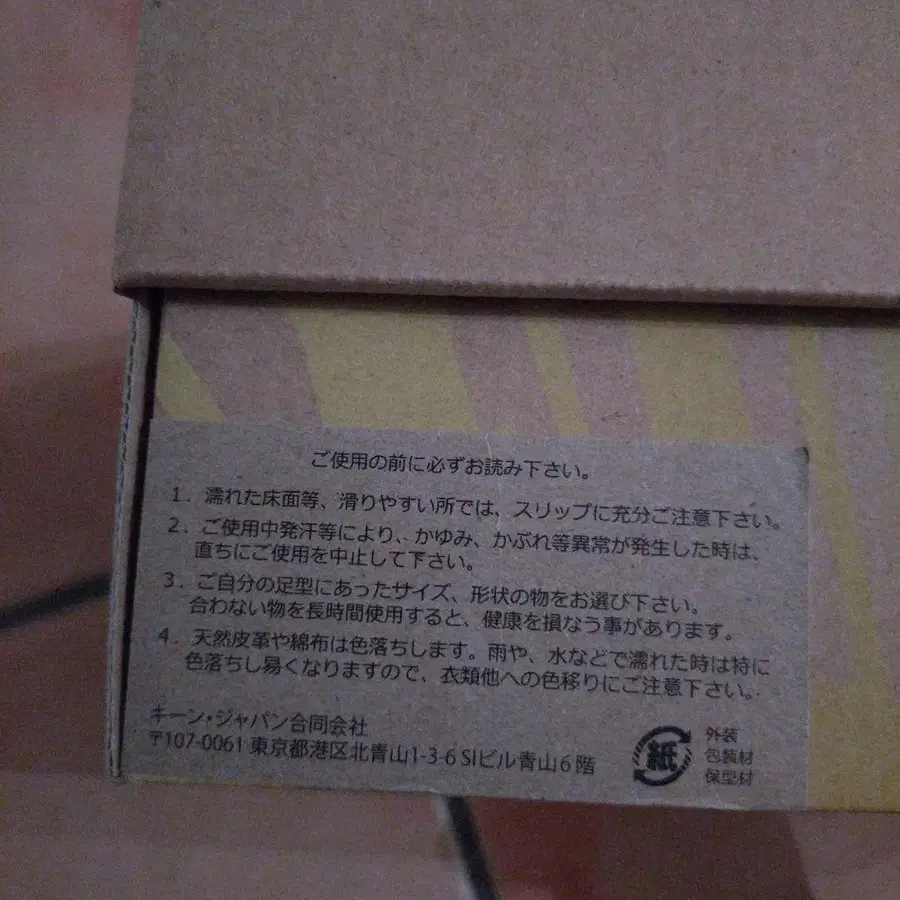 ご使用の前に必ずお読み下さい。
1．濡れた床面等、滑りやすい所では、スリップに充分ご注意下さい。
2．ご使用中発汗等により、かゆみ、かぶれ等異常が発生した時は、
直ちにご使用を中止して下さい。
3．ご自分の足型にあったサイズ、形状の物をお選び下さい。
合わない物を長時間使用すると、健康を損なう事があります。
4．天然皮革や綿布は色落ちします。雨や、水などで濡れた時は特に
色落ちし易くなりますので、衣類他への色移りにご注意下さい。
キーン・ジャパン合同会社
〒107-0061 東京都港区北青山1-3-6 SIビル青山6階
紙
外装
包装材
保型材